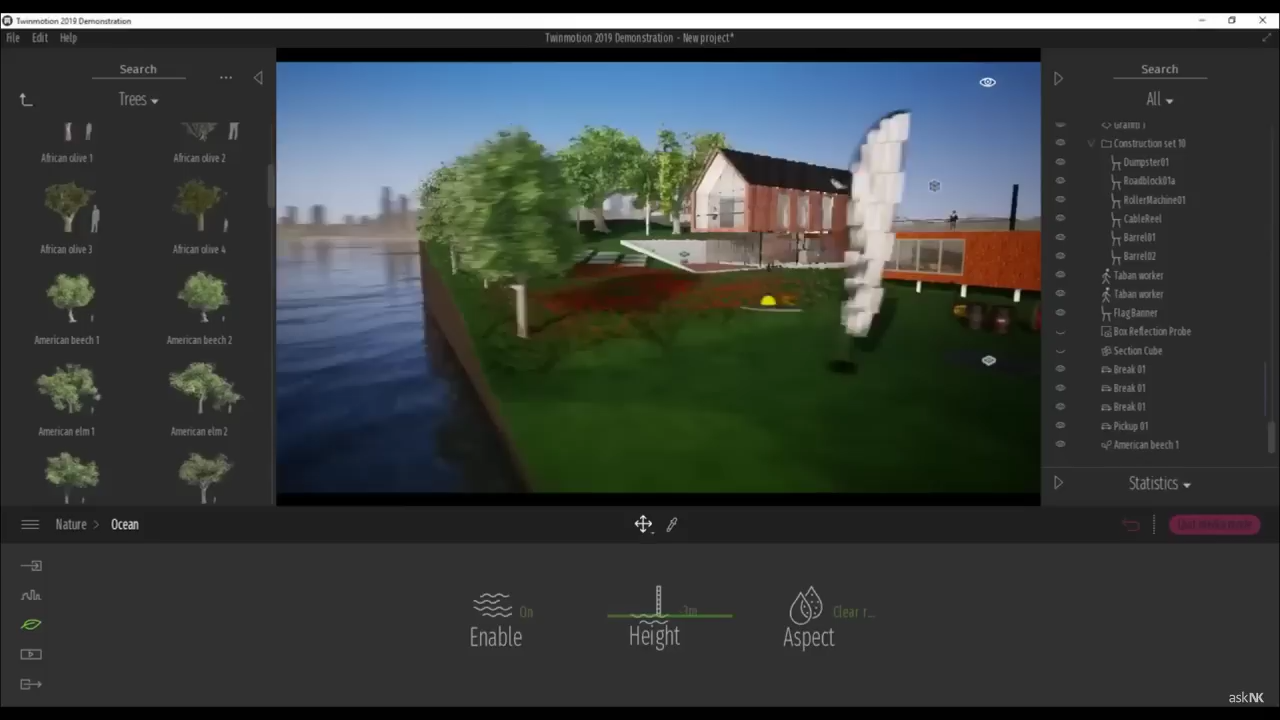 Twinmotion 2019 Demonstration
File Edit Help
Twinmotion 2019 Demonstration - New project*
Search
...
Trees
African olive 1
African olive 2
African olive 3
African olive 4
American beech 1
American beech 2
American elm 1
American elm 2
Search
All
Construction set 10
Dumpster01
Roadblock01a
RollerMachine01
CableReel
Barrel01
Barrel02
Taban worker
Taban worker
FlagBanner
Box Reflection Probe
Section Cube
Break 01
Break 01
Break 01
Pickup 01
American beech 1
Statistics
Nature > Ocean
On
Enable
Height
Clear r...
Aspect
askNK